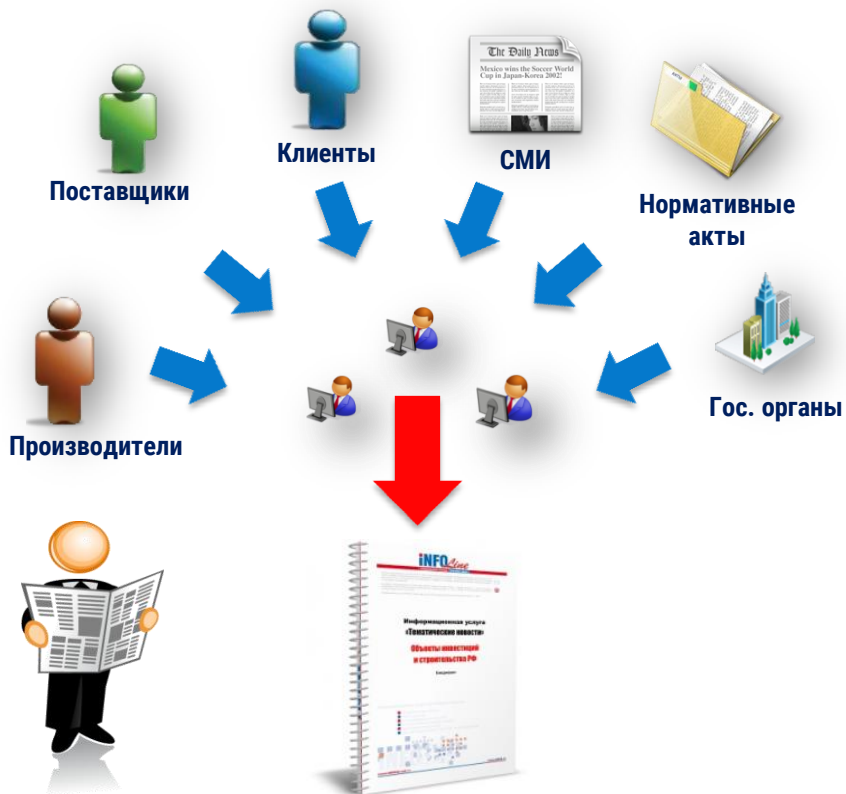 The Daily News
Mexico wins the Soccer World
Cup in Japan-Korea 2002!
Клиенты
СМИ
Поставщики
Нормативные
акты
Гос. органы
Производители
iNFOLine
Информационная услуга
«Тематические новости»
Объекты инвестиций
и строительства РФ
Ежедневно